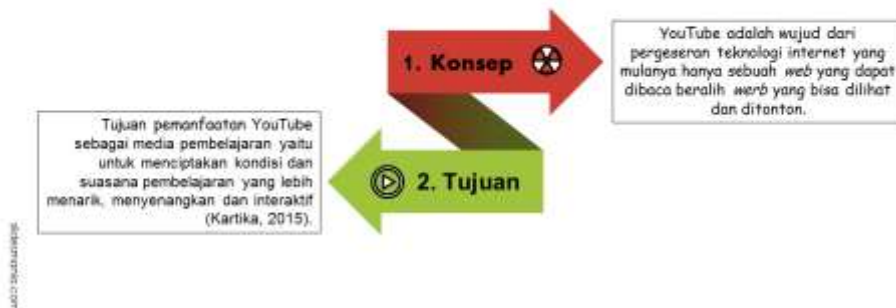 1. Konsep
YouTube adalah wujud dari
pergeseran teknologi internet yang
mulanya hanya sebuah web yang dapat
dibaca beralih werb yang bisa dilihat
dan ditonton.
2. Tujuan
Tujuan pemanfaatan YouTube
sebagai media pembelajaran yaitu
untuk menciptakan kondisi dan
suasana pembelajaran yang lebih
menarik, menyenangkan dan interaktif
(Kartika, 2015).